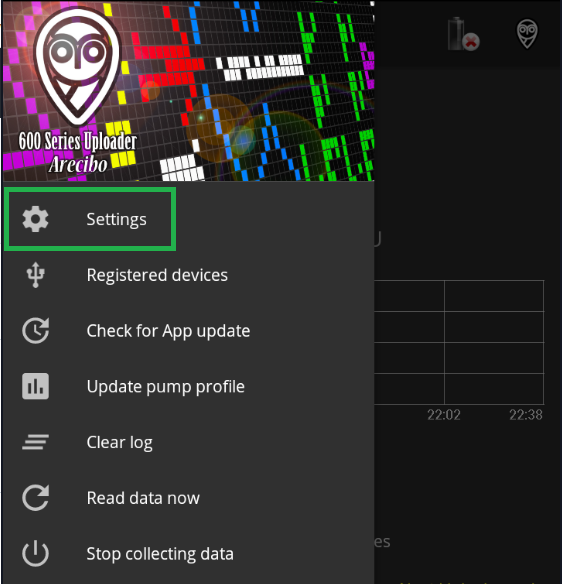 600 Series Uploader
Arecibo
Settings
Registered devices
Check for App update
Update pump profile
Clear log
Read data now
Stop collecting data
22:02 22:38